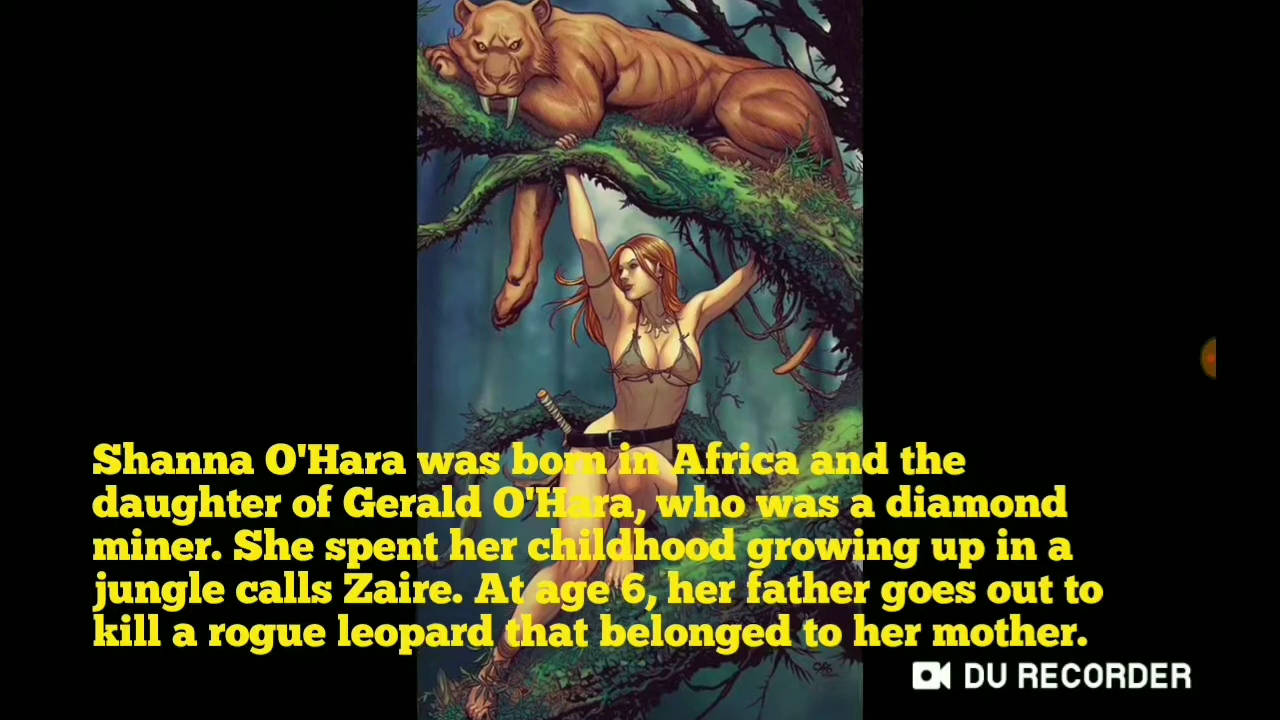 Shanna O'Hara was born in Africa and the
daughter of Gerald O'Hara, who was a diamond
miner. She spent her childhood growing up in a
jungle calls Zaire. At age 6, her father goes out to
kill a rogue leopard that belonged to her mother.
DU RECORDER